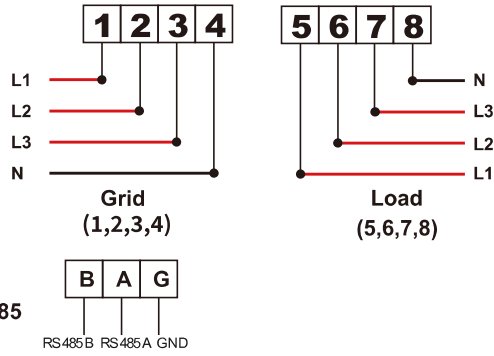 1 2 3 4
5 6 7 8
L1
L2
L3
N
N
L3
L2
L1
Grid
(1,2,3,4)
Load
(5,6,7,8)
B A G
85
RS485B RS485A GND